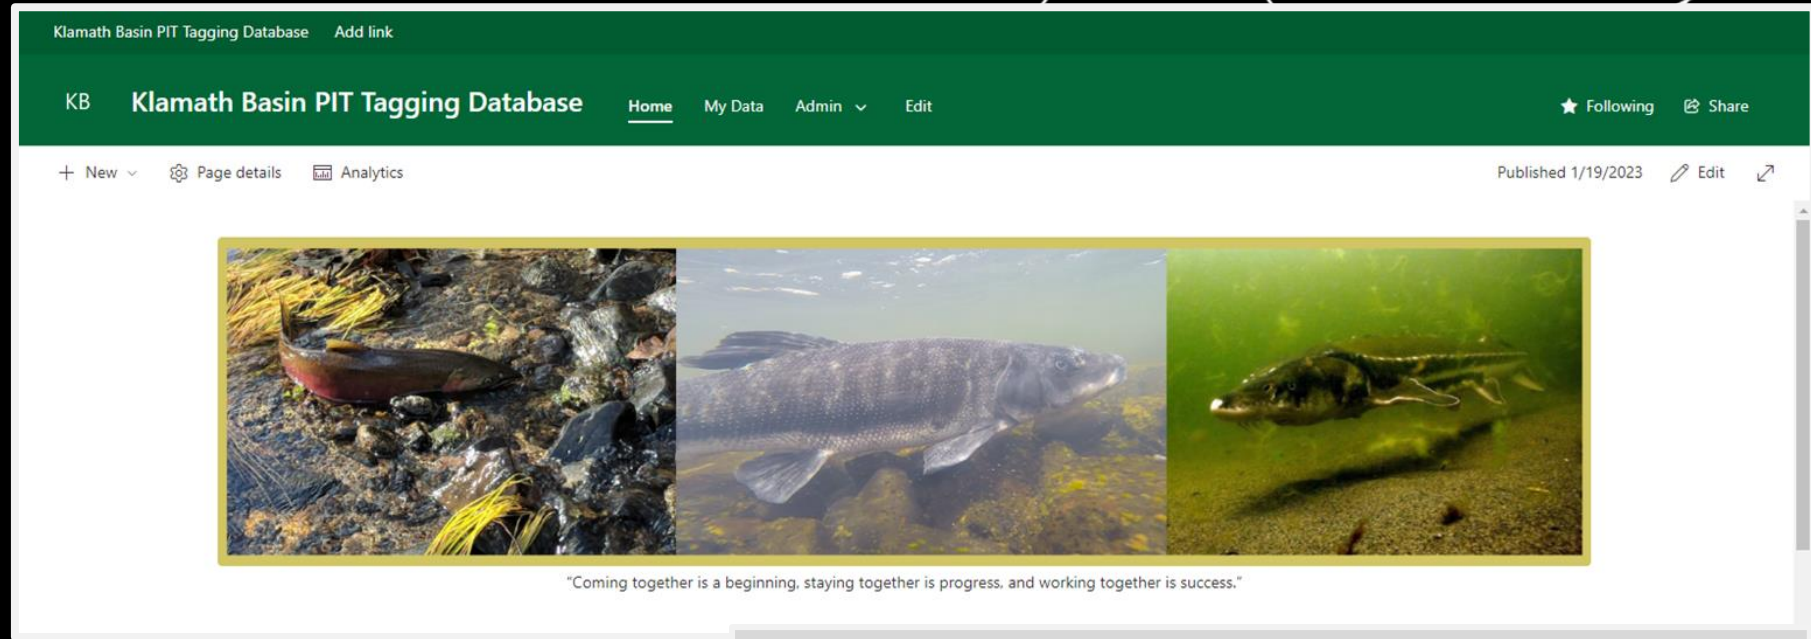 Klamath Basin PIT Tagging Database Add link
KB Klamath Basin PIT Tagging Database Home My Data Admin Edit Following Share
New Page details Analytics Published 1/19/2023 Edit
"Coming together is a beginning, staying together is progress, and working together is success."